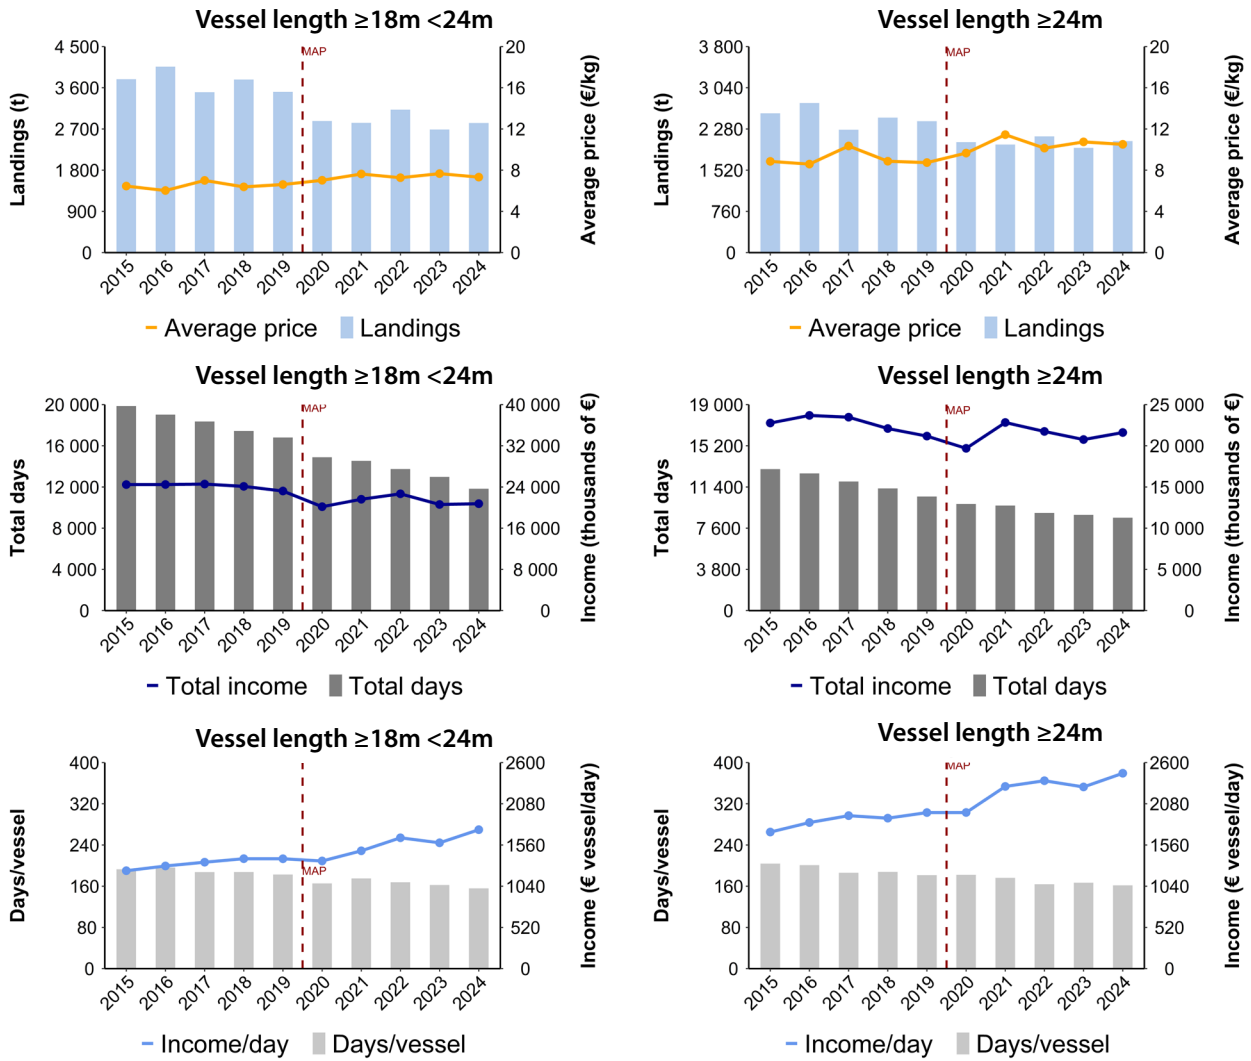 Vessel length ≥18m <24m
4 500
3 600
2 700
1 800
900
0
Landings (t)
20
16
12
8
4
0
Average price (€/kg)
MAP
2015 2016 2017 2018 2019 2020 2021 2022 2023 2024
Average price Landings
Vessel length ≥24m
3 800
3 040
2 280
1 520
760
0
Landings (t)
20
16
12
8
4
0
Average price (€/kg)
MAP
2015 2016 2017 2018 2019 2020 2021 2022 2023 2024
Average price Landings
Vessel length ≥18m <24m
20 000
16 000
12 000
8 000
4 000
0
Total days
40 000
32 000
24 000
16 000
8 000
0
Income (thousands of €)
MAP
2015 2016 2017 2018 2019 2020 2021 2022 2023 2024
Total income Total days
Vessel length ≥24m
19 000
15 200
11 400
7 600
3 800
0
Total days
25 000
20 000
15 000
10 000
5 000
0
Income (thousands of €)
MAP
2015 2016 2017 2018 2019 2020 2021 2022 2023 2024
Total income Total days
Vessel length ≥18m <24m
400
320
240
160
80
0
Days/vessel
2600
2080
1560
1040
520
0
Income (€ vessel/day)
MAP
2015 2016 2017 2018 2019 2020 2021 2022 2023 2024
Income/day Days/vessel
Vessel length ≥24m
400
320
240
160
80
0
Days/vessel
2600
2080
1560
1040
520
0
Income (€ vessel/day)
MAP
2015 2016 2017 2018 2019 2020 2021 2022 2023 2024
Income/day Days/vessel